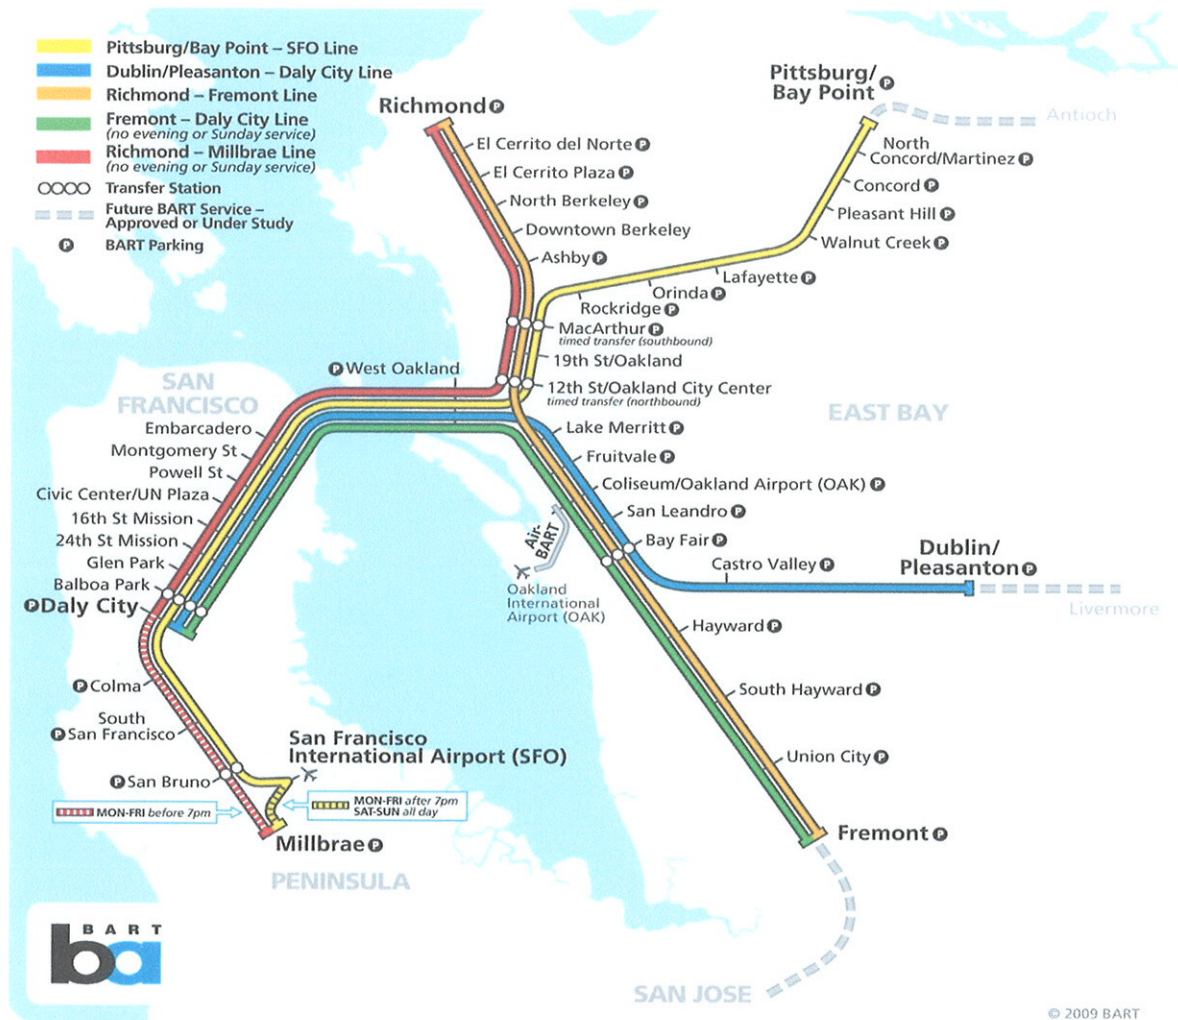 Pittsburg/Bay Point – SFO Line
Dublin/Pleasanton – Daly City Line
Richmond – Fremont Line
Fremont – Daly City Line
(no evening or Sunday service)
Richmond – Millbrae Line
(no evening or Sunday service)
Transfer Station
Future BART Service –
Approved or Under Study
P BART Parking
Richmond P
El Cerrito del Norte P
El Cerrito Plaza P
North Berkeley P
Downtown Berkeley
Ashby P
Pittsburg/
Bay Point P
Antioch
North
Concord/Martinez P
Concord P
Pleasant Hill P
Walnut Creek P
Lafayette P
Orinda P
Rockridge P
MacArthur P
timed transfer (southbound)
19th St/Oakland
12th St/Oakland City Center
timed transfer (northbound)
P West Oakland
SAN
FRANCISCO
EAST BAY
Embarcadero
Montgomery St
Powell St
Civic Center/UN Plaza
16th St Mission
24th St Mission
Glen Park
Balboa Park
P Daly City
Lake Merritt P
Fruitvale P
Coliseum/Oakland Airport (OAK) P
San Leandro P
Bay Fair P
Castro Valley P
Dublin/
Pleasanton P
Livermore
Air-
BART
Oakland
International
Airport (OAK)
Hayward P
South Hayward P
Union City P
Fremont P
P Colma
South
P San Francisco
San Francisco
International Airport (SFO)
P San Bruno
MON-FRI before 7pm
MON-FRI after 7pm
SAT-SUN all day
Millbrae P
PENINSULA
BART
ba
SAN JOSE
© 2009 BART